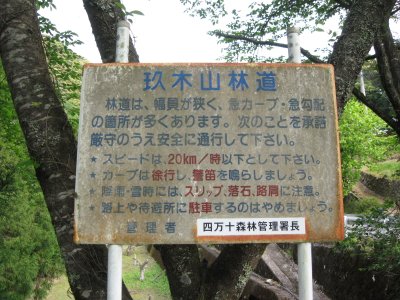 玖木山林道
林道は、幅員が狭く、急カーブ・急勾配
の箇所が多くあります。次のことを承諾
厳守のうえ安全に通行して下さい。
★ スピードは、20km/時以下として下さい。
★ カーブは徐行し、警笛を鳴らしましょう。
★ 降雨・雪時には、スリップ、落石、路肩に注意。
★ 路上や待避所に駐車するのはやめましょう。
管理者 四万十森林管理署長